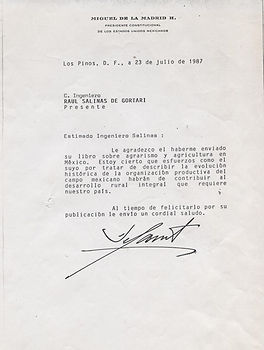 MIGUEL DE LA MADRID H.
PRESIDENTE CONSTITUCIONAL
DE LOS ESTADOS UNIDOS MEXICANOS
Los Pinos, D. F., a 23 de julio de 1987
C. Ingeniero
RAUL SALINAS DE GORTARI
P r e s e n t e
Estimado Ingeniero Salinas :
Le agradezco el haberme enviado
su libro sobre agrarismo y agricultura en
México. Estoy cierto que esfuerzos como el
suyo por tratar de describir la evolución
histórica de la organización productiva del
campo mexicano habrán de contribuir al
desarrollo rural integral que requiere
nuestro país.
Al tiempo de felicitarlo por su
publicación le envío un cordial saludo.